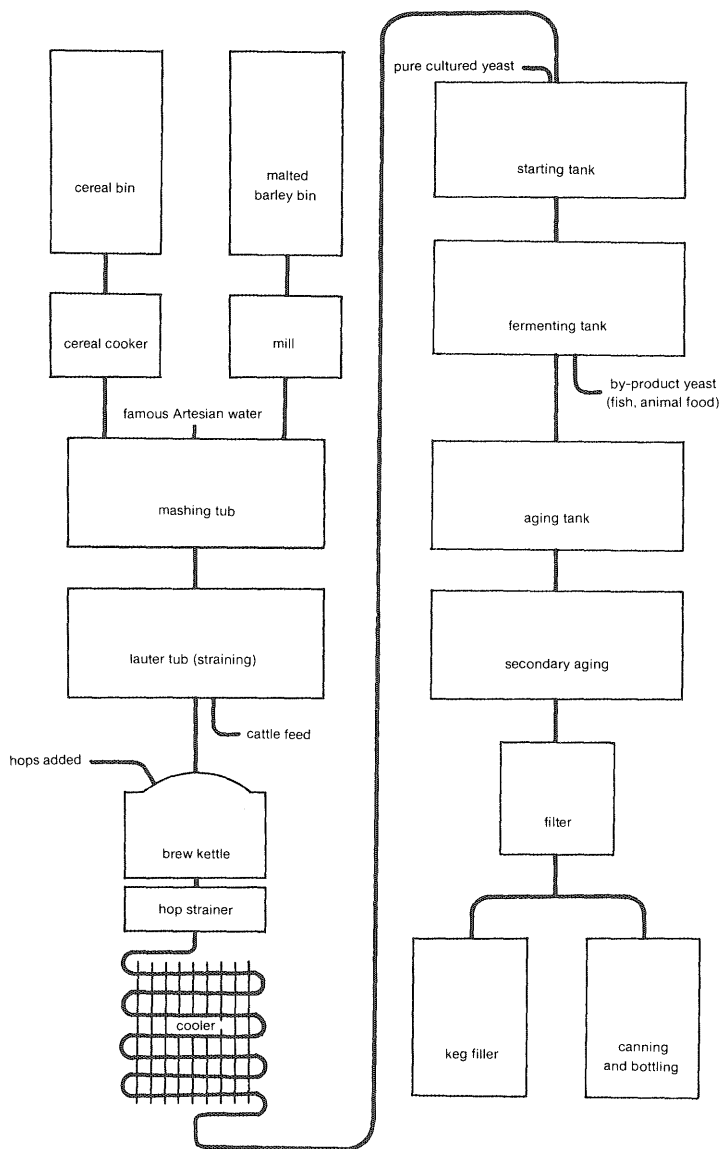 cereal bin
malted
barley bin
cereal cooker
mill
famous Artesian water
mashing tub
lauter tub (straining)
cattle feed
hops added
brew kettle
hop strainer
cooler
pure cultured yeast
starting tank
fermenting tank
by-product yeast
(fish, animal food)
aging tank
secondary aging
filter
keg filler
canning
and bottling